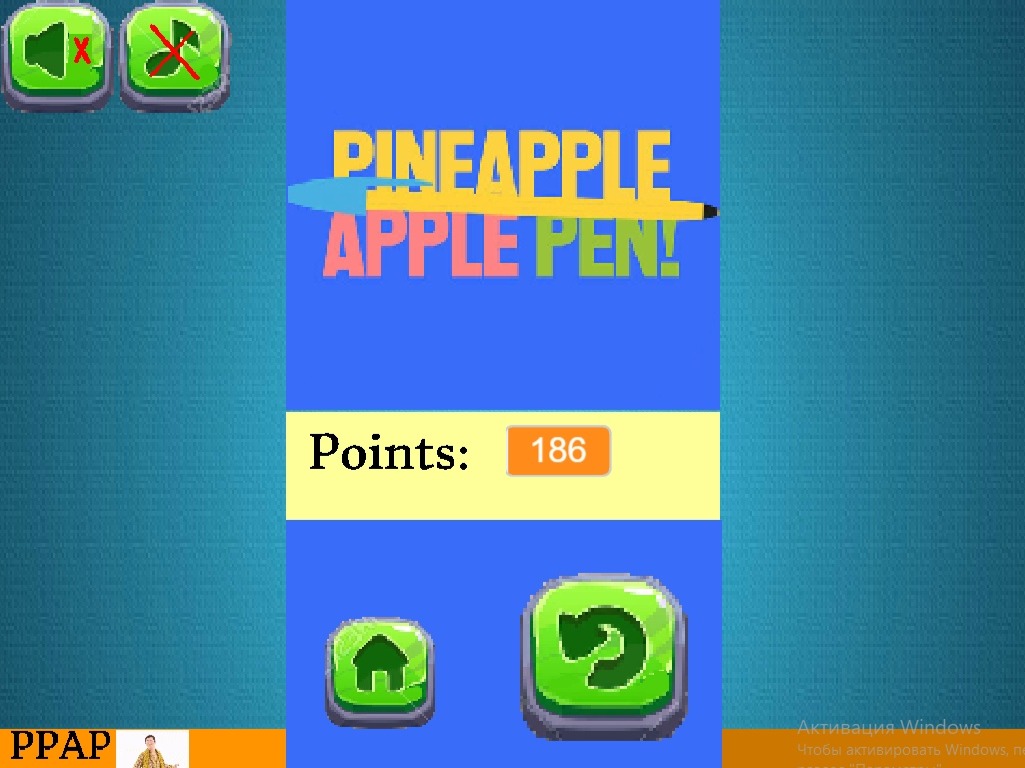 X
PINEAPPLE
APPLE PEN!
Points: 186
PPAP
Активация Windows
Чтобы активировать Windows,